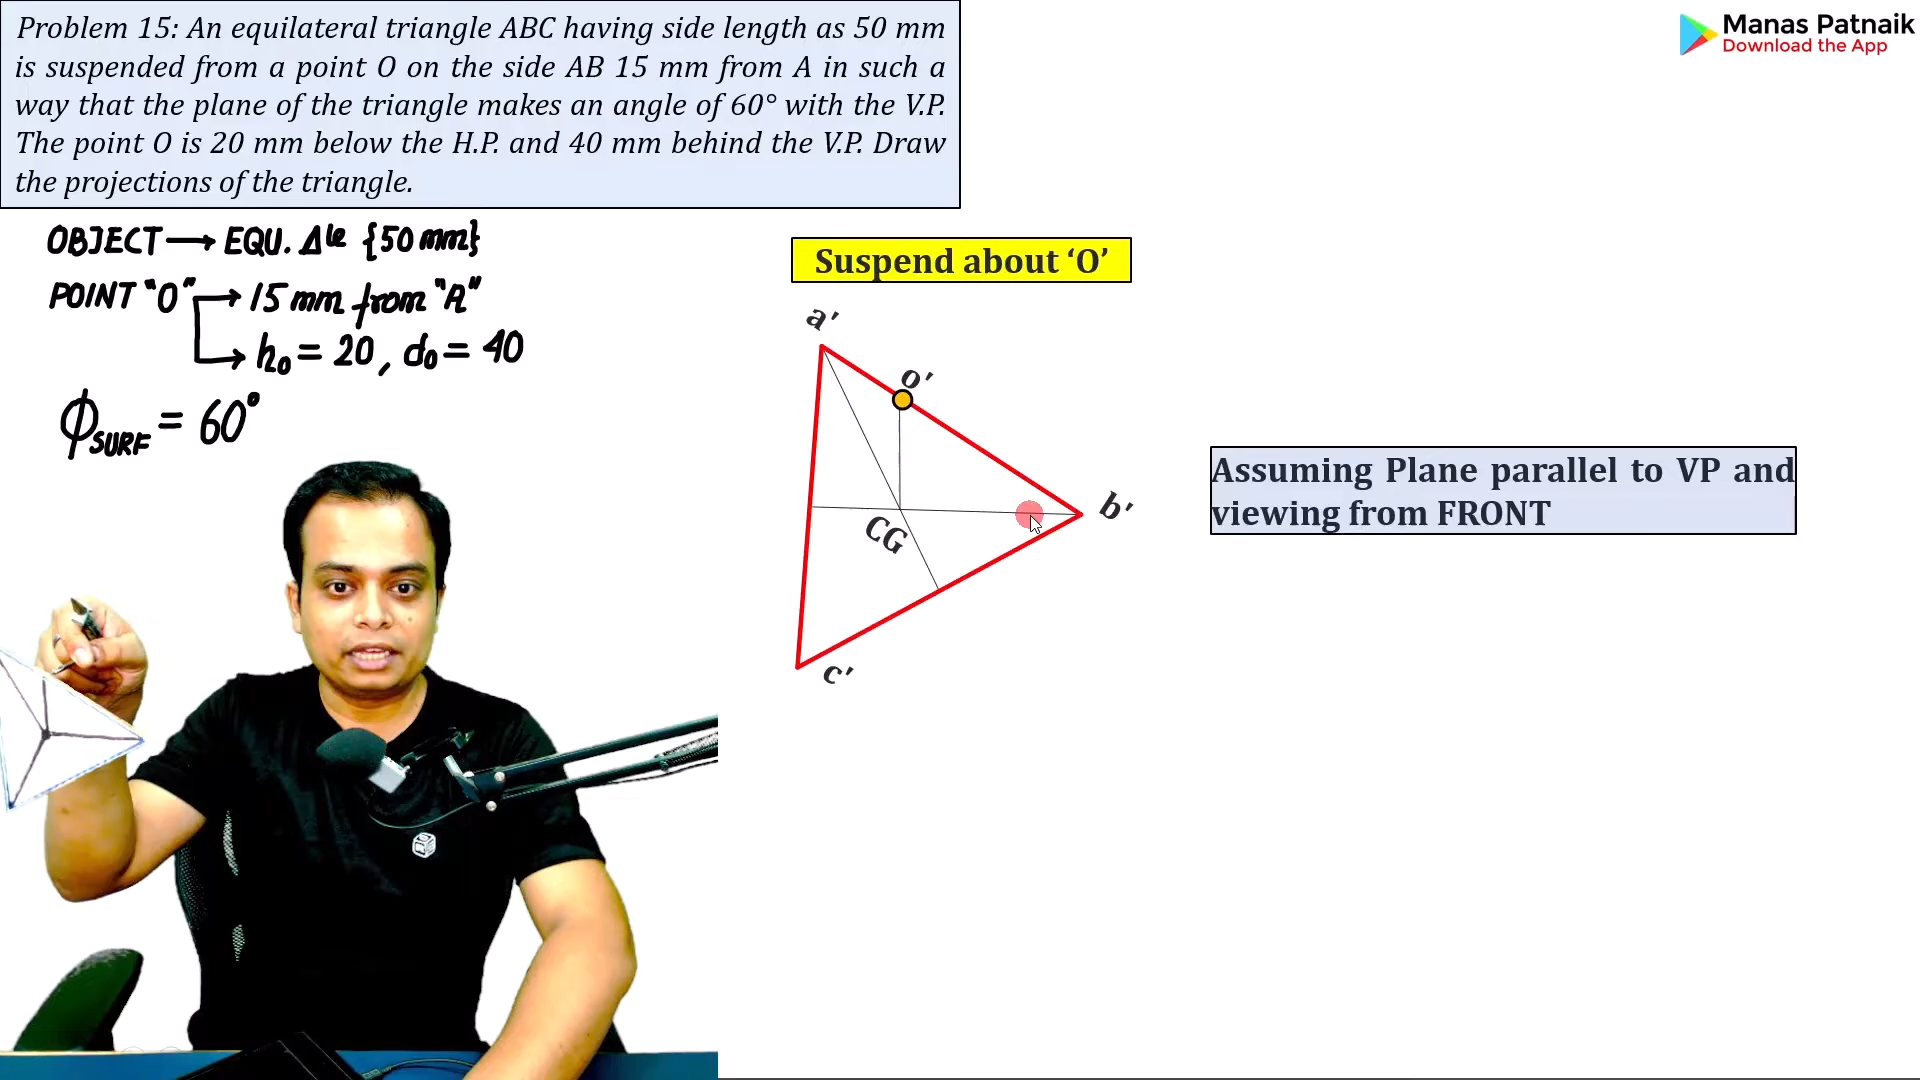 Problem 15: An equilateral triangle ABC having side length as 50 mm
is suspended from a point O on the side AB 15 mm from A in such a
way that the plane of the triangle makes an angle of 60° with the V.P.
The point O is 20 mm below the H.P. and 40 mm behind the V.P. Draw
the projections of the triangle.
Manas Patnaik
Download the App
OBJECT → EQU. Δle {50 mm}
POINT "O" → 15 mm from "A"
→ h₀ = 20, d₀ = 40
ϕSURF = 60°
Suspend about ‘O’
a'
o'
b'
CG
c'
Assuming Plane parallel to VP and
viewing from FRONT